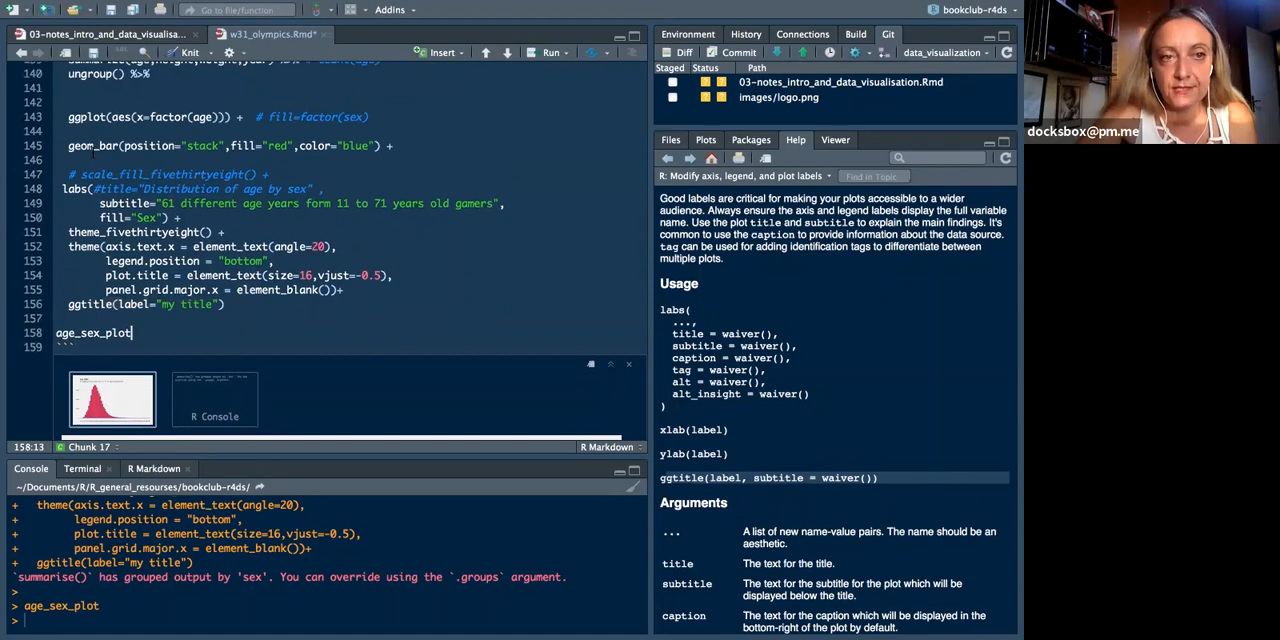 Go to file/function
Addins
bookclub-r4ds
03-notes_intro_and_data_visualisa...
w31_olympics.Rmd*
Knit
Insert
Run
140 ungroup() %>%
141
142
143 ggplot(aes(x=factor(age))) + # fill=factor(sex)
144
145 geom_bar(position="stack",fill="red",color="blue") +
146
147 # scale_fill_fivethirtyeight() +
148 labs(#title="Distribution of age by sex" ,
149 subtitle="61 different age years form 11 to 71 years old gamers",
150 fill="Sex") +
151 theme_fivethirtyeight() +
152 theme(axis.text.x = element_text(angle=20),
153 legend.position = "bottom",
154 plot.title = element_text(size=16,vjust=-0.5),
155 panel.grid.major.x = element_blank())+
156 ggtitle(label="my title")
157
158 age_sex_plot
159 ```
R Console
158:13 Chunk 17 R Markdown
Console Terminal R Markdown
~/Documents/R/R_general_resourses/bookclub-r4ds/
+ theme(axis.text.x = element_text(angle=20),
+ legend.position = "bottom",
+ plot.title = element_text(size=16,vjust=-0.5),
+ panel.grid.major.x = element_blank())+
+ ggtitle(label="my title")
`summarise()` has grouped output by 'sex'. You can override using the `.groups` argument.
>
> age_sex_plot
>
Environment History Connections Build Git
Diff Commit data_visualization
Staged Status Path
03-notes_intro_and_data_visualisation.Rmd
images/logo.png
Files Plots Packages Help Viewer
R: Modify axis, legend, and plot labels
Find in Topic
Good labels are critical for making your plots accessible to a wider
audience. Always ensure the axis and legend labels display the full variable
name. Use the plot title and subtitle to explain the main findings. It's
common to use the caption to provide information about the data source.
tag can be used for adding identification tags to differentiate between
multiple plots.
Usage
labs(
...,
title = waiver(),
subtitle = waiver(),
caption = waiver(),
tag = waiver(),
alt = waiver(),
alt_insight = waiver()
)
xlab(label)
ylab(label)
ggtitle(label, subtitle = waiver())
Arguments
... A list of new name-value pairs. The name should be an
aesthetic.
title The text for the title.
subtitle The text for the subtitle for the plot which will be
displayed below the title.
caption The text for the caption which will be displayed in the
bottom-right of the plot by default.
docksbox@pm.me